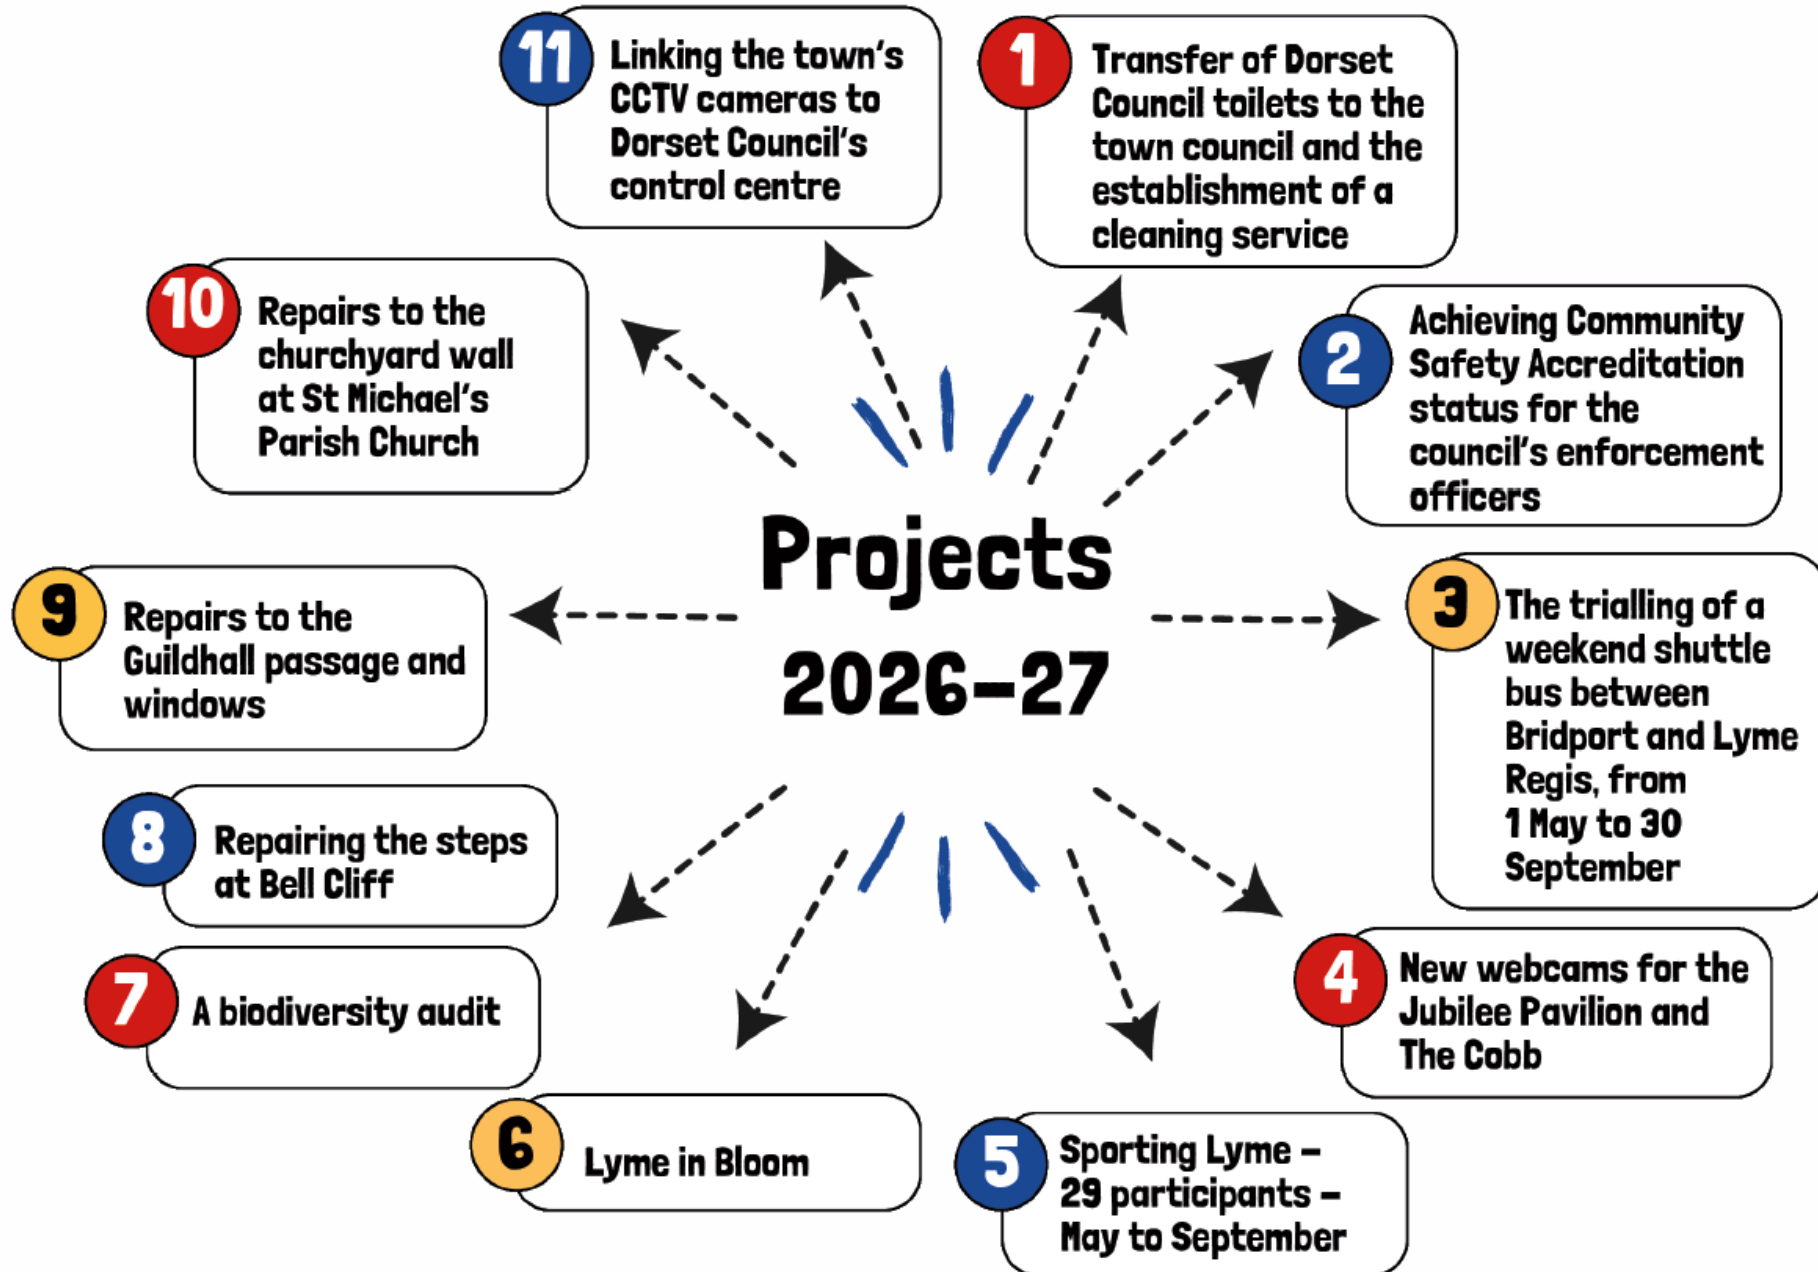 Projects
2026–27
1
Transfer of Dorset
Council toilets to the
town council and the
establishment of a
cleaning service
2
Achieving Community
Safety Accreditation
status for the
council's enforcement
officers
3
The trialling of a
weekend shuttle
bus between
Bridport and Lyme
Regis, from
1 May to 30
September
4
New webcams for the
Jubilee Pavilion and
The Cobb
5
Sporting Lyme –
29 participants –
May to September
6
Lyme in Bloom
7
A biodiversity audit
8
Repairing the steps
at Bell Cliff
9
Repairs to the
Guildhall passage and
windows
10
Repairs to the
churchyard wall
at St Michael's
Parish Church
11
Linking the town's
CCTV cameras to
Dorset Council's
control centre